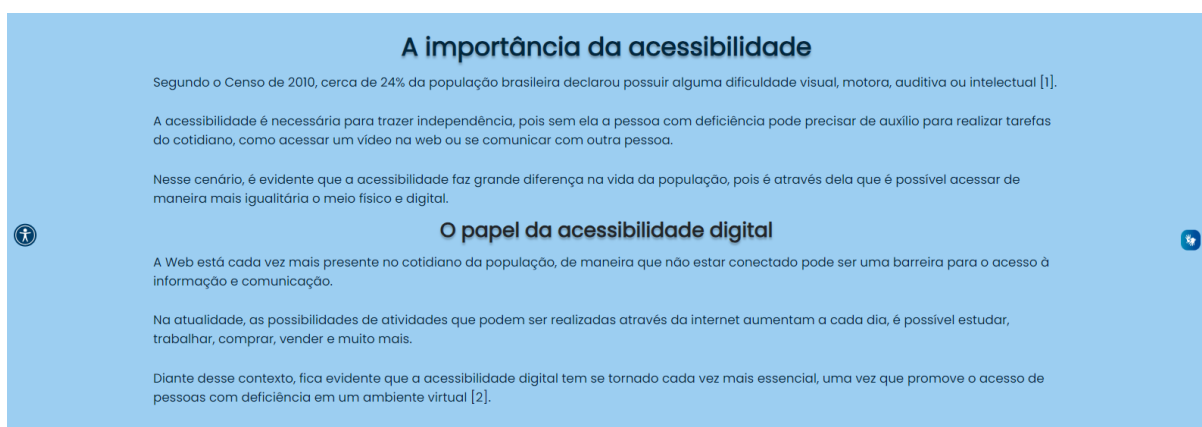 A importância da acessibilidade
Segundo o Censo de 2010, cerca de 24% da população brasileira declarou possuir alguma dificuldade visual, motora, auditiva ou intelectual [1].
A acessibilidade é necessária para trazer independência, pois sem ela a pessoa com deficiência pode precisar de auxílio para realizar tarefas
do cotidiano, como acessar um vídeo na web ou se comunicar com outra pessoa.
Nesse cenário, é evidente que a acessibilidade faz grande diferença na vida da população, pois é através dela que é possível acessar de
maneira mais igualitária o meio físico e digital.
O papel da acessibilidade digital
A Web está cada vez mais presente no cotidiano da população, de maneira que não estar conectado pode ser uma barreira para o acesso à
informação e comunicação.
Na atualidade, as possibilidades de atividades que podem ser realizadas através da internet aumentam a cada dia, é possível estudar,
trabalhar, comprar, vender e muito mais.
Diante desse contexto, fica evidente que a acessibilidade digital tem se tornado cada vez mais essencial, uma vez que promove o acesso de
pessoas com deficiência em um ambiente virtual [2].